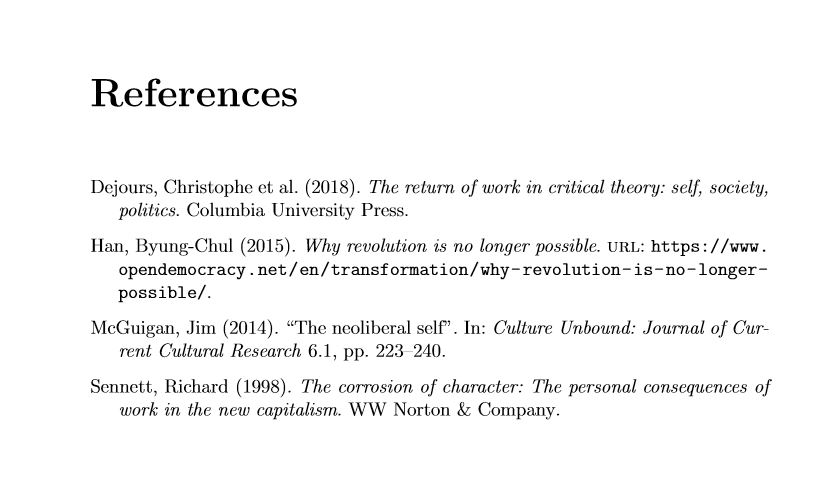 References
Dejours, Christophe et al. (2018). The return of work in critical theory: self, society,
politics. Columbia University Press.
Han, Byung-Chul (2015). Why revolution is no longer possible. URL: https://www.
opendemocracy.net/en/transformation/why-revolution-is-no-longer-
possible/.
McGuigan, Jim (2014). “The neoliberal self”. In: Culture Unbound: Journal of Cur-
rent Cultural Research 6.1, pp. 223–240.
Sennett, Richard (1998). The corrosion of character: The personal consequences of
work in the new capitalism. WW Norton & Company.